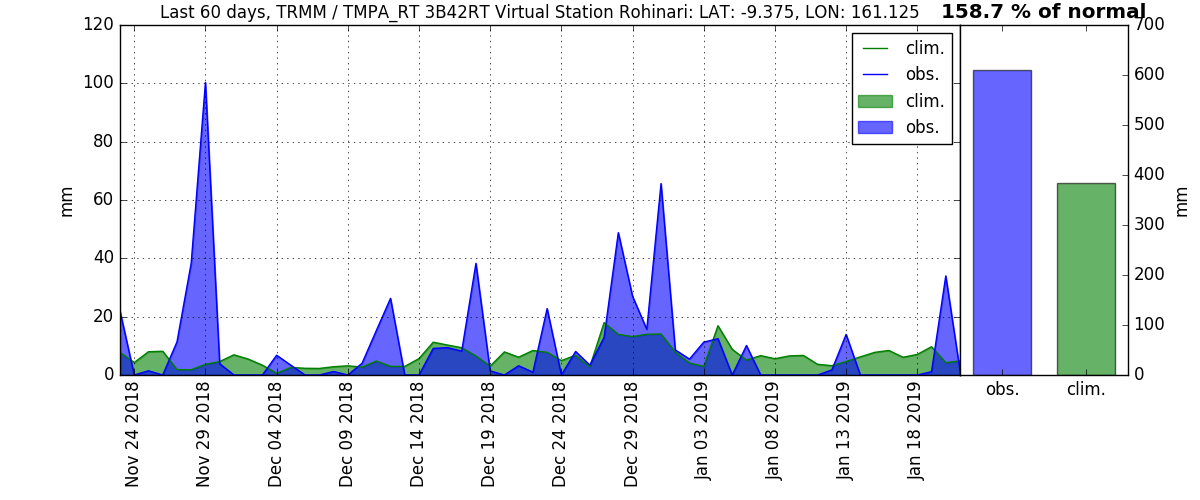 Last 60 days, TRMM / TMPA_RT 3B42RT Virtual Station Rohinari: LAT: -9.375, LON: 161.125
158.7 % of normal
120
100
80
60
40
20
0
mm
clim.
obs.
clim.
obs.
700
600
500
400
300
200
100
0
mm
Nov 24 2018
Nov 29 2018
Dec 04 2018
Dec 09 2018
Dec 14 2018
Dec 19 2018
Dec 24 2018
Dec 29 2018
Jan 03 2019
Jan 08 2019
Jan 13 2019
Jan 18 2019
obs.
clim.